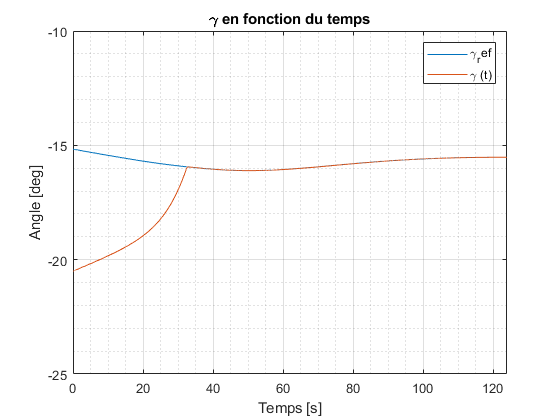 γ en fonction du temps
γ_ref
γ (t)
Angle [deg]
-10
-15
-20
-25
0 20 40 60 80 100 120
Temps [s]